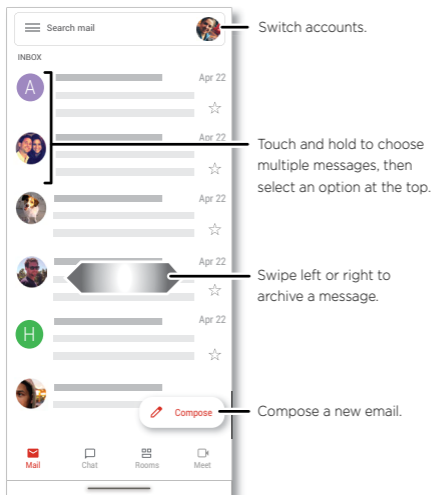 Search mail
Switch accounts.
INBOX
A
Apr 22
Apr 22
Touch and hold to choose
multiple messages, then
select an option at the top.
Apr 22
Apr 22
Swipe left or right to
archive a message.
H
Apr 22
Compose
Compose a new email.
Mail
Chat
Rooms
Meet